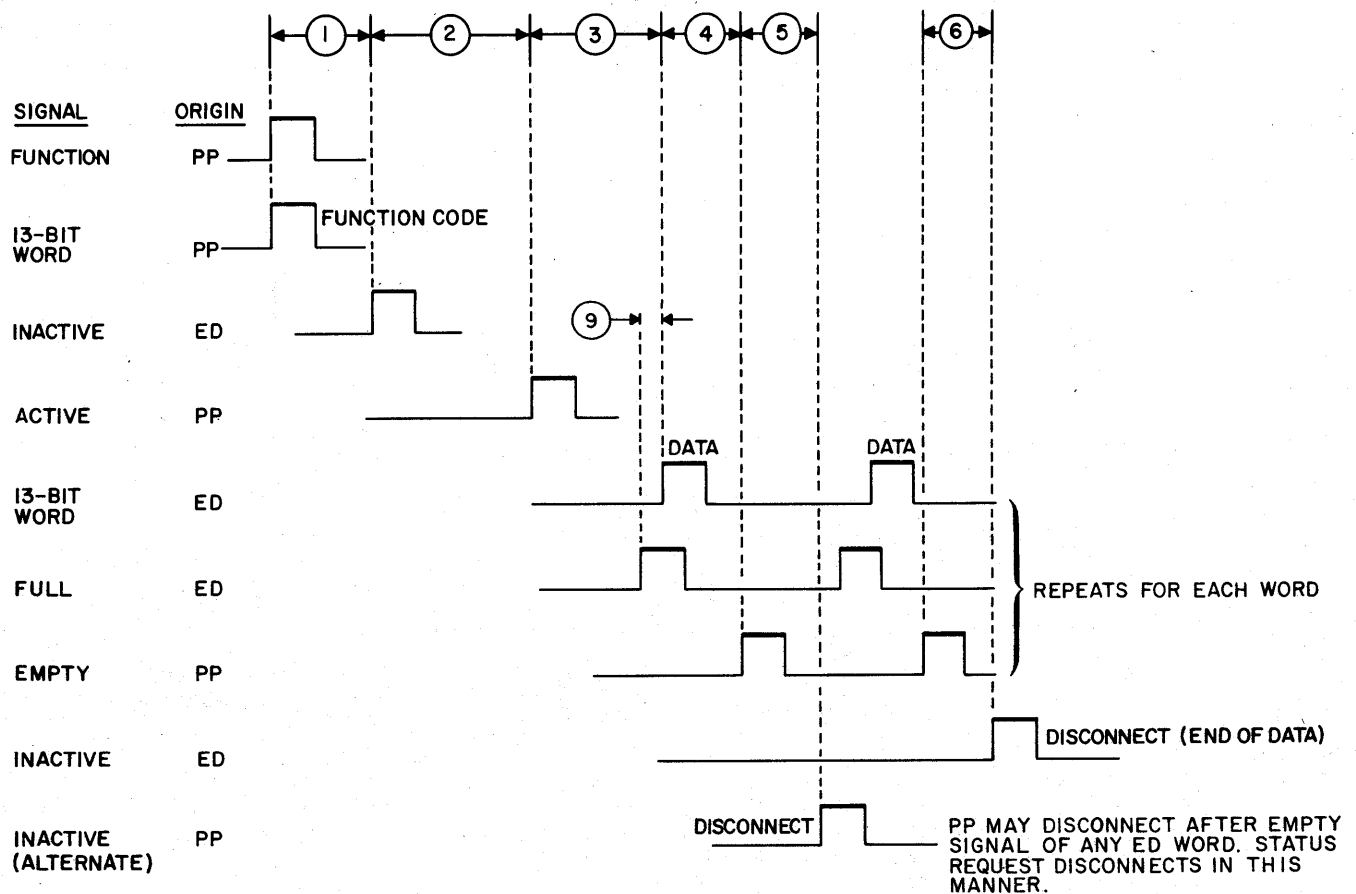 1 2 3 4 5 6
SIGNAL ORIGIN
FUNCTION PP
FUNCTION CODE
13-BIT
WORD PP
INACTIVE ED
9
ACTIVE PP
DATA DATA
13-BIT
WORD ED
FULL ED
REPEATS FOR EACH WORD
EMPTY PP
DISCONNECT (END OF DATA)
INACTIVE ED
DISCONNECT
INACTIVE
(ALTERNATE) PP
PP MAY DISCONNECT AFTER EMPTY
SIGNAL OF ANY ED WORD. STATUS
REQUEST DISCONNECTS IN THIS
MANNER.